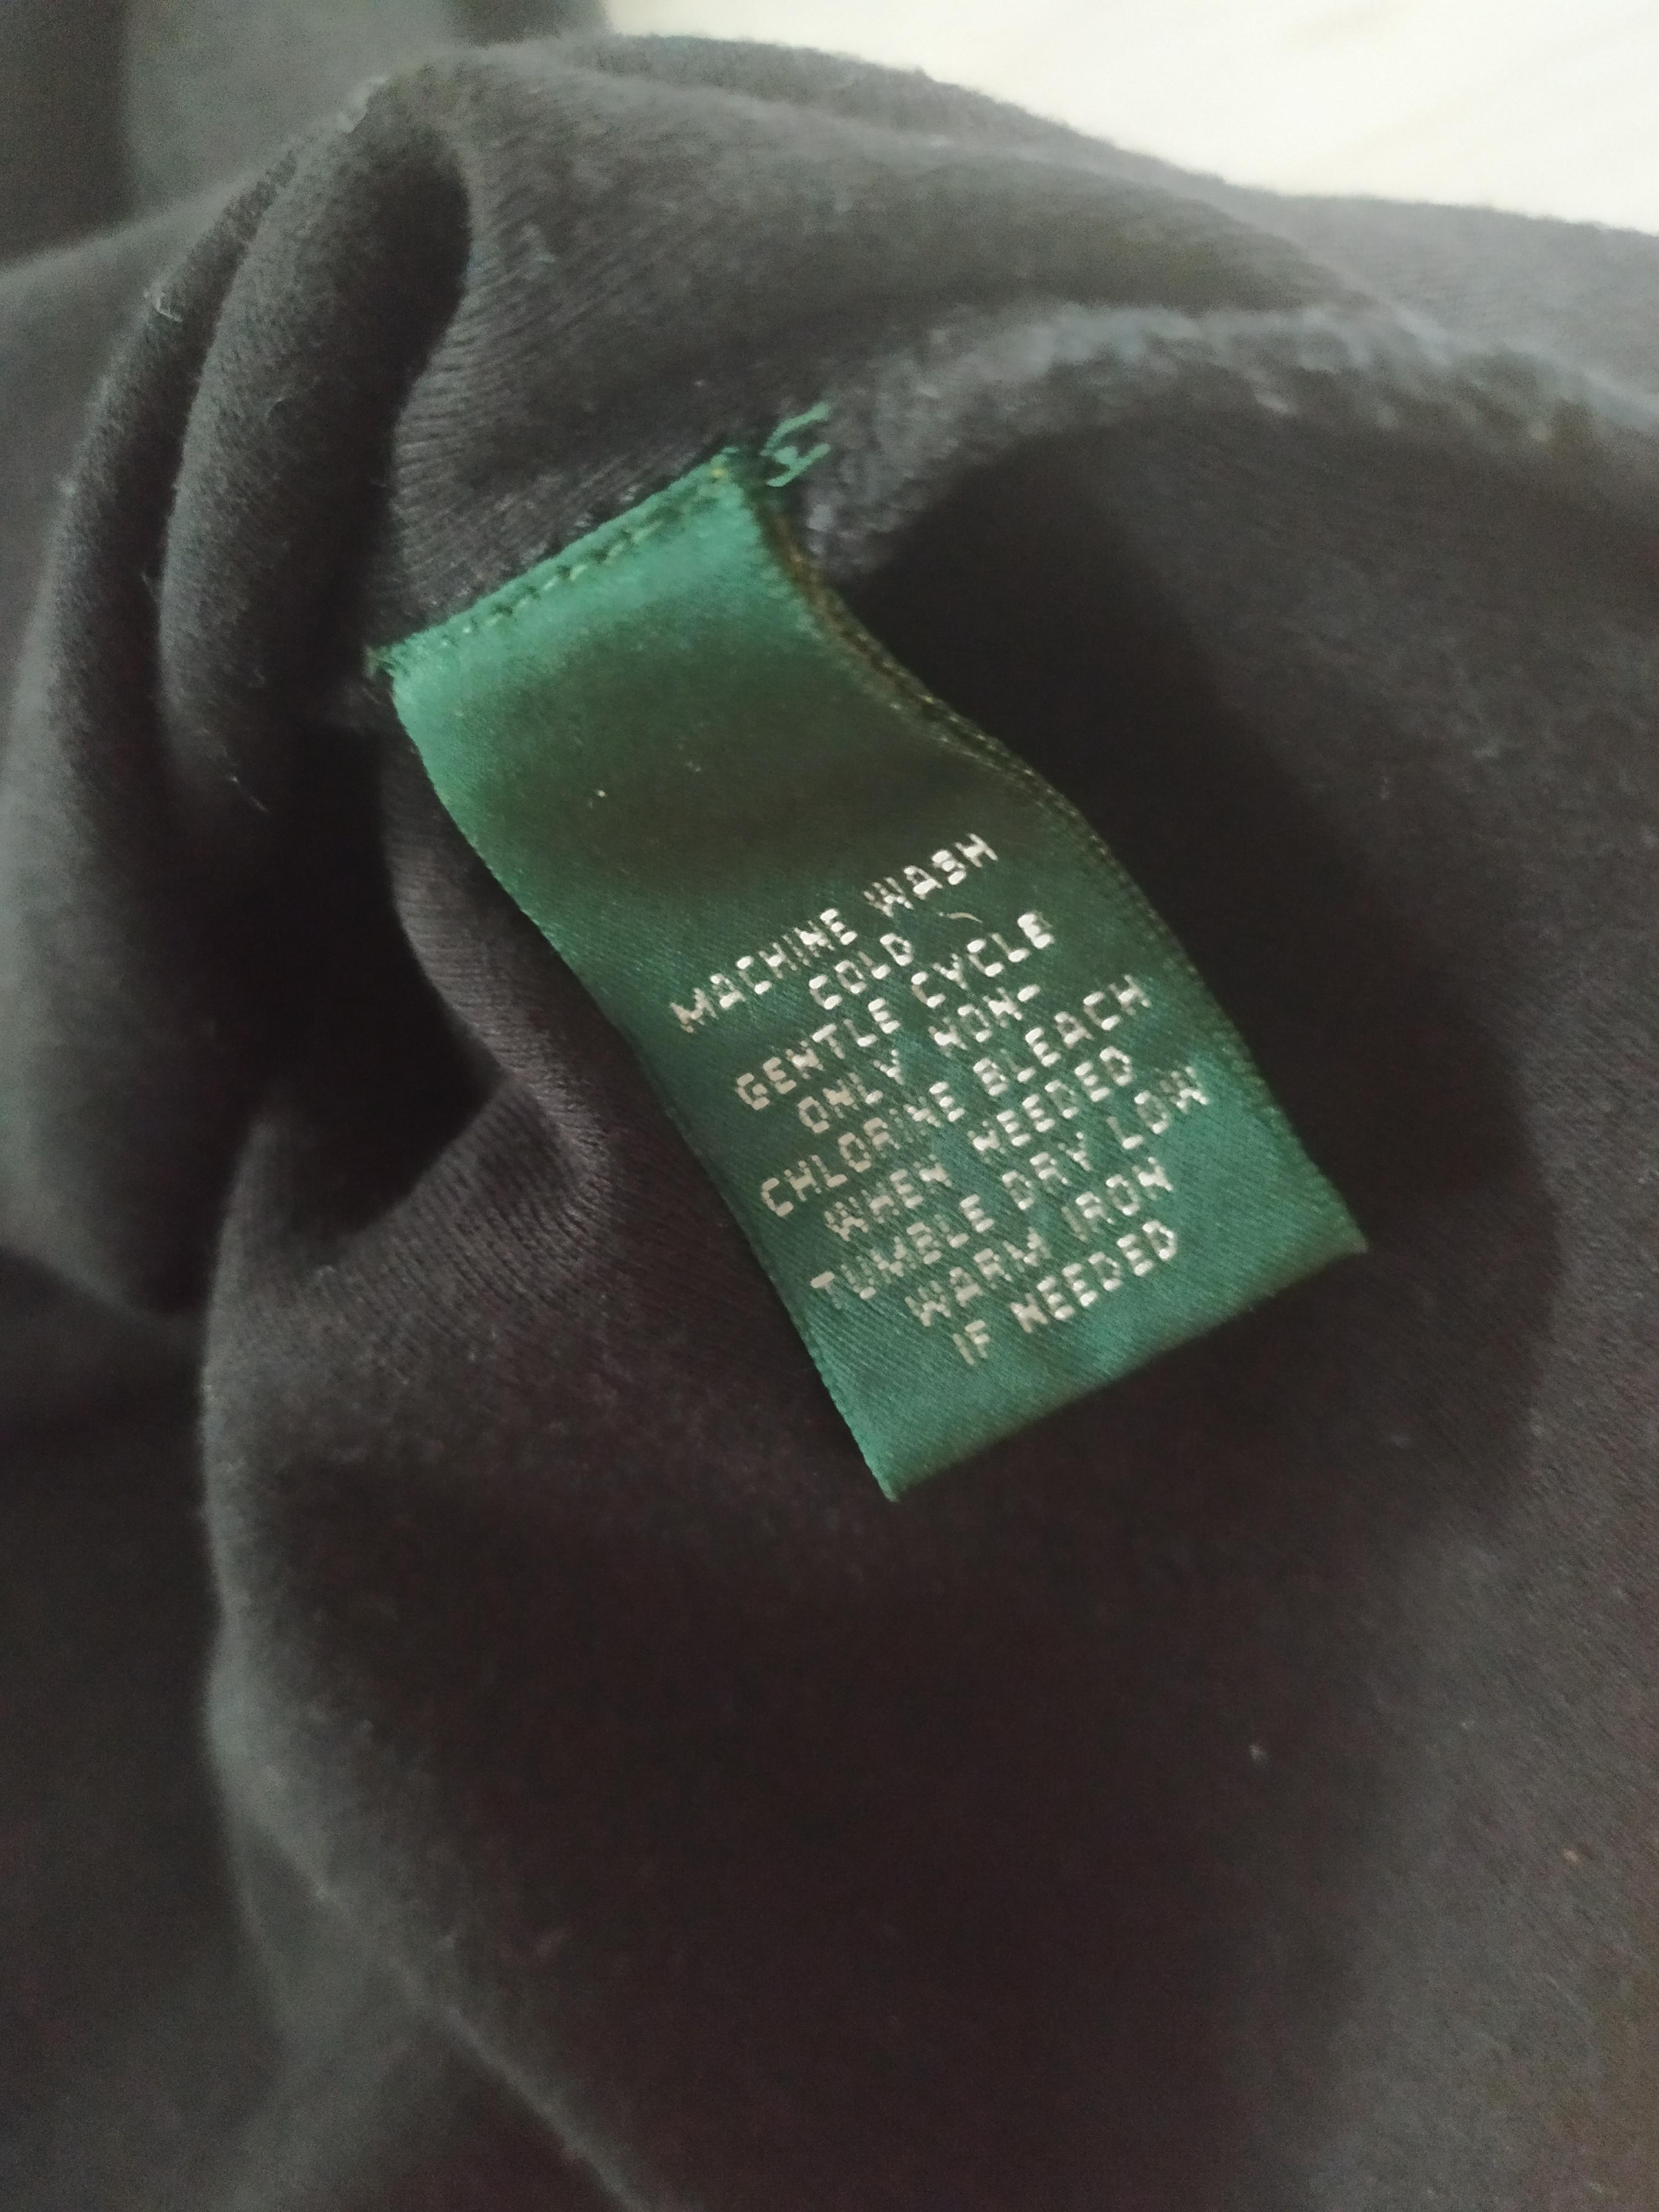 MACHINE WASH
COLD
GENTLE CYCLE
ONLY NON-
CHLORINE BLEACH
WHEN NEEDED
TUMBLE DRY LOW
WARM IRON
IF NEEDED